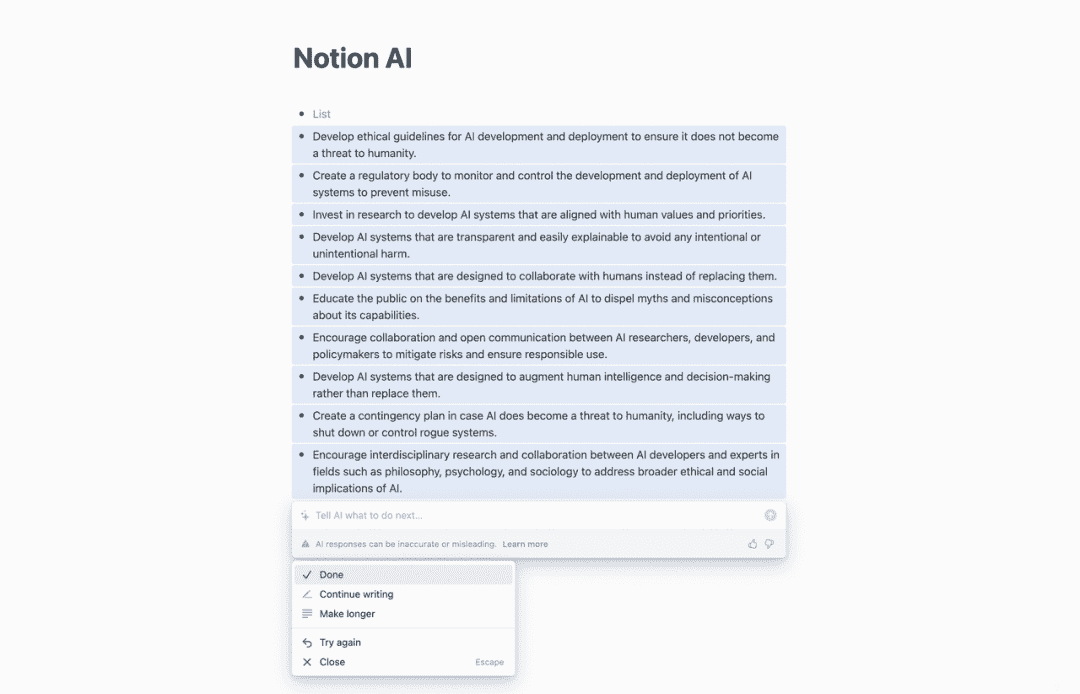 Notion AI
List
Develop ethical guidelines for AI development and deployment to ensure it does not become
a threat to humanity.
Create a regulatory body to monitor and control the development and deployment of AI
systems to prevent misuse.
Invest in research to develop AI systems that are aligned with human values and priorities.
Develop AI systems that are transparent and easily explainable to avoid any intentional or
unintentional harm.
Develop AI systems that are designed to collaborate with humans instead of replacing them.
Educate the public on the benefits and limitations of AI to dispel myths and misconceptions
about its capabilities.
Encourage collaboration and open communication between AI researchers, developers, and
policymakers to mitigate risks and ensure responsible use.
Develop AI systems that are designed to augment human intelligence and decision-making
rather than replace them.
Create a contingency plan in case AI does become a threat to humanity, including ways to
shut down or control rogue systems.
Encourage interdisciplinary research and collaboration between AI developers and experts in
fields such as philosophy, psychology, and sociology to address broader ethical and social
implications of AI.
Tell AI what to do next...
AI responses can be inaccurate or misleading. Learn more
Done
Continue writing
Make longer
Try again
Close Escape